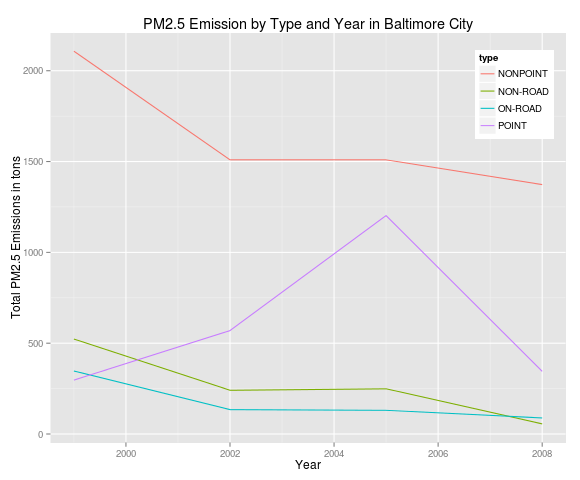 PM2.5 Emission by Type and Year in Baltimore City
Total PM2.5 Emissions in tons
2000
1500
1000
500
0
type
NONPOINT
NON-ROAD
ON-ROAD
POINT
2000 2002 2004 2006 2008
Year